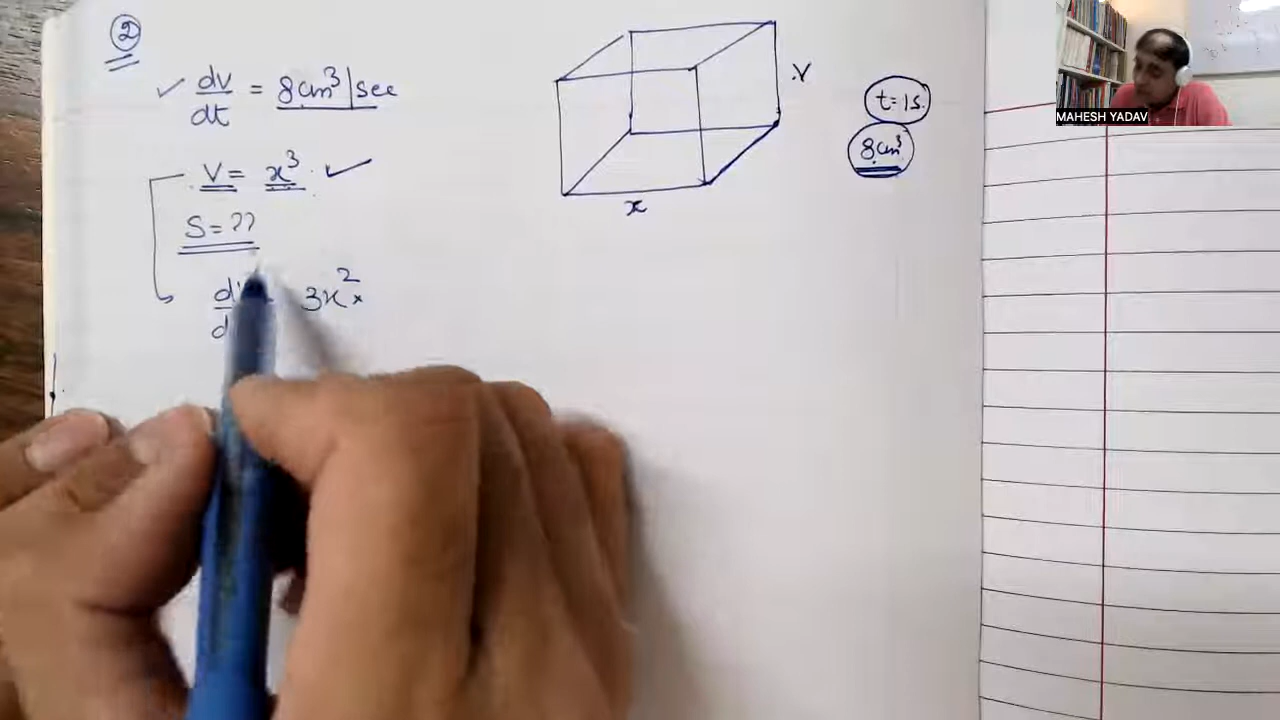 ②
✓ dv/dt = 8cm³/sec
V = x³ ✓
S = ??
3x² ×
x
.V
t=1s.
8cm³
MAHESH YADAV